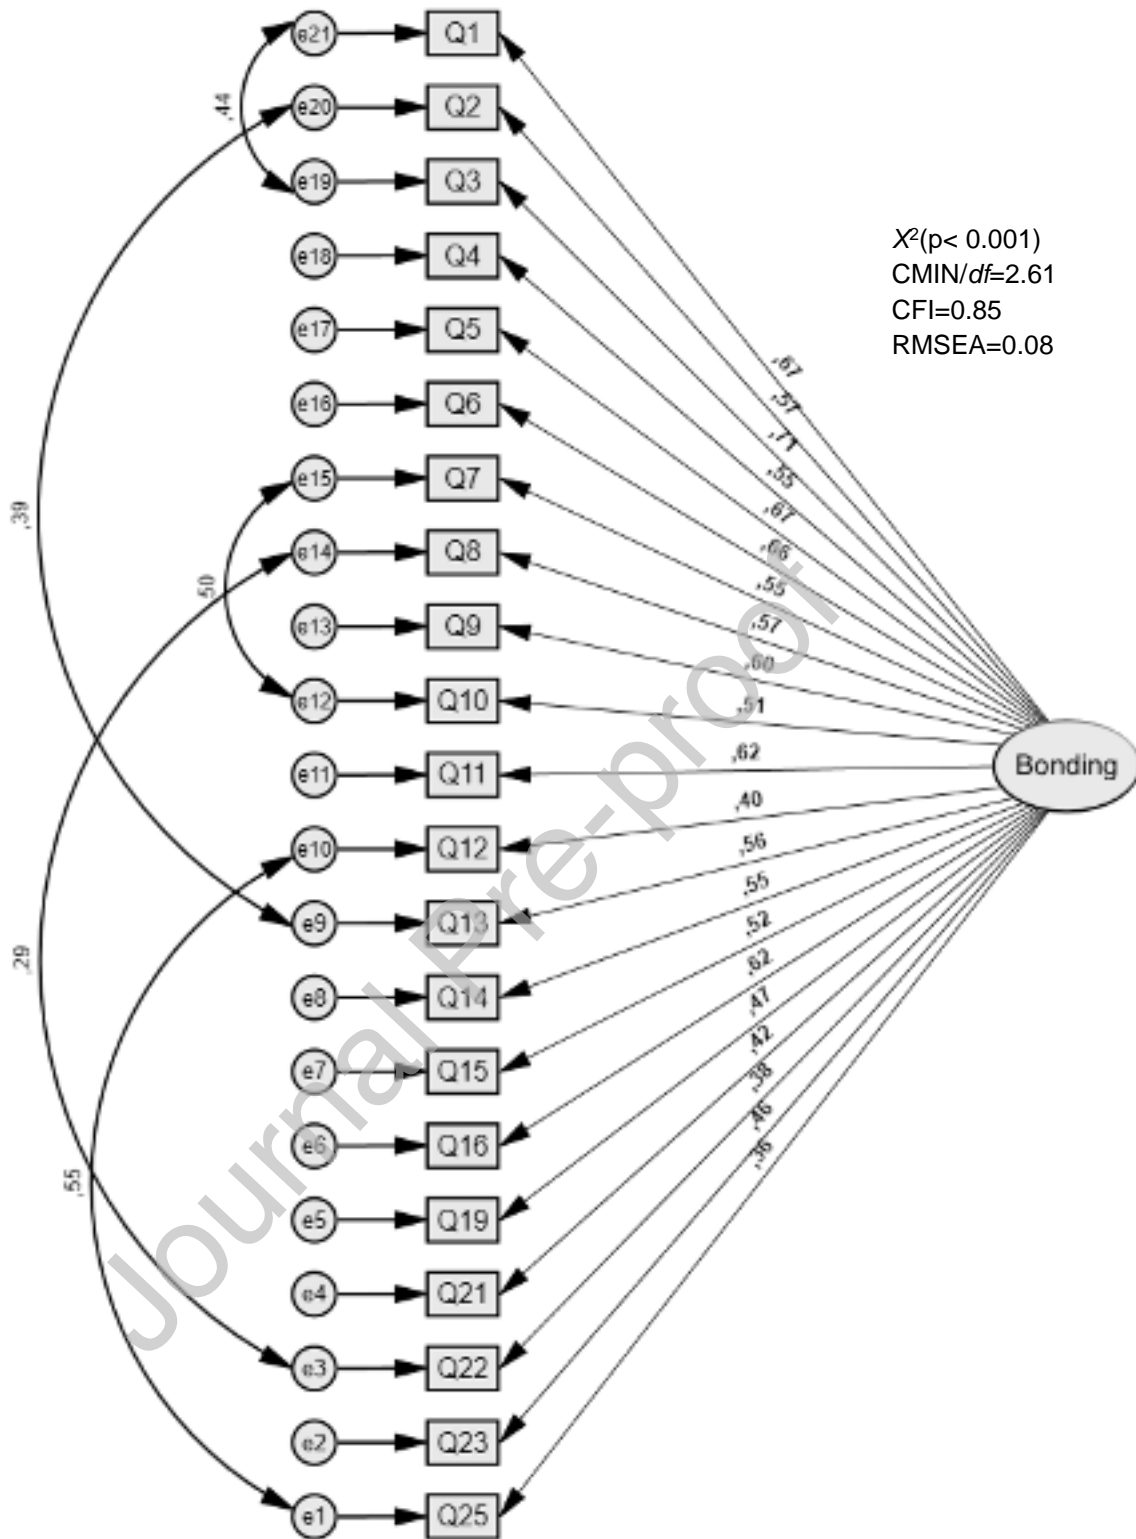 e21 Q1
,44
e20 Q2
e19 Q3
e18 Q4
e17 Q5
e16 Q6
e15 Q7
e14 Q8
e13 Q9
e12 Q10
e11 Q11
e10 Q12
e9 Q13
e8 Q14
e7 Q15
e6 Q16
e5 Q19
e4 Q21
e3 Q22
e2 Q23
e1 Q25
,39
,50
,29
,55
X²(p< 0.001)
CMIN/df=2.61
CFI=0.85
RMSEA=0.08
,67
,57
,71
,55
,67
,66
,55
,57
,60
,51
,62
,40
,56
,55
,52
,62
,47
,42
,38
,46
,36
Bonding
Journal Pre-proof